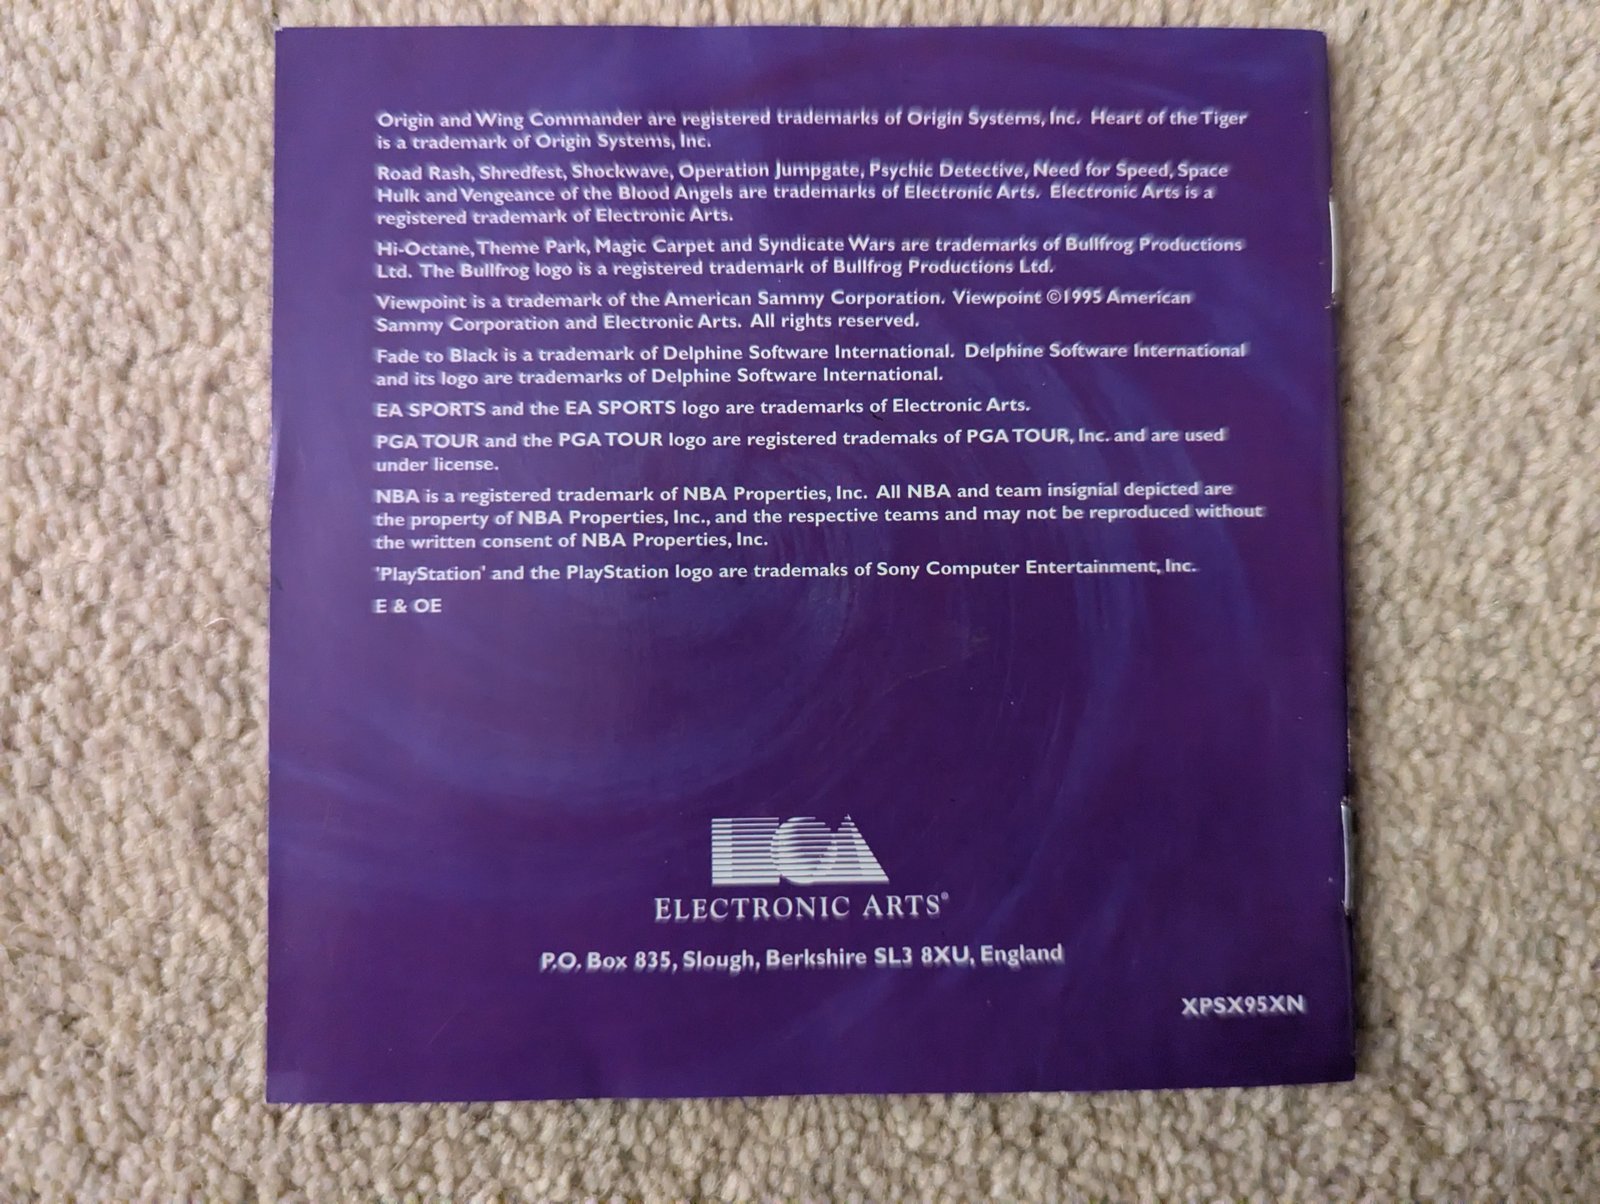 Origin and Wing Commander are registered trademarks of Origin Systems, Inc. Heart of the Tiger
is a trademark of Origin Systems, Inc.
Road Rash, Shredfest, Shockwave, Operation Jumpgate, Psychic Detective, Need for Speed, Space
Hulk and Vengeance of the Blood Angels are trademarks of Electronic Arts. Electronic Arts is a
registered trademark of Electronic Arts.
Hi-Octane, Theme Park, Magic Carpet and Syndicate Wars are trademarks of Bullfrog Productions
Ltd. The Bullfrog logo is a registered trademark of Bullfrog Productions Ltd.
Viewpoint is a trademark of the American Sammy Corporation. Viewpoint ©1995 American
Sammy Corporation and Electronic Arts. All rights reserved.
Fade to Black is a trademark of Delphine Software International. Delphine Software International
and its logo are trademarks of Delphine Software International.
EA SPORTS and the EA SPORTS logo are trademarks of Electronic Arts.
PGA TOUR and the PGA TOUR logo are registered trademaks of PGA TOUR, Inc. and are used
under license.
NBA is a registered trademark of NBA Properties, Inc. All NBA and team insignial depicted are
the property of NBA Properties, Inc., and the respective teams and may not be reproduced without
the written consent of NBA Properties, Inc.
'PlayStation' and the PlayStation logo are trademaks of Sony Computer Entertainment, Inc.
E & OE
EOA
ELECTRONIC ARTS®
P.O. Box 835, Slough, Berkshire SL3 8XU, England
XPSX95XN